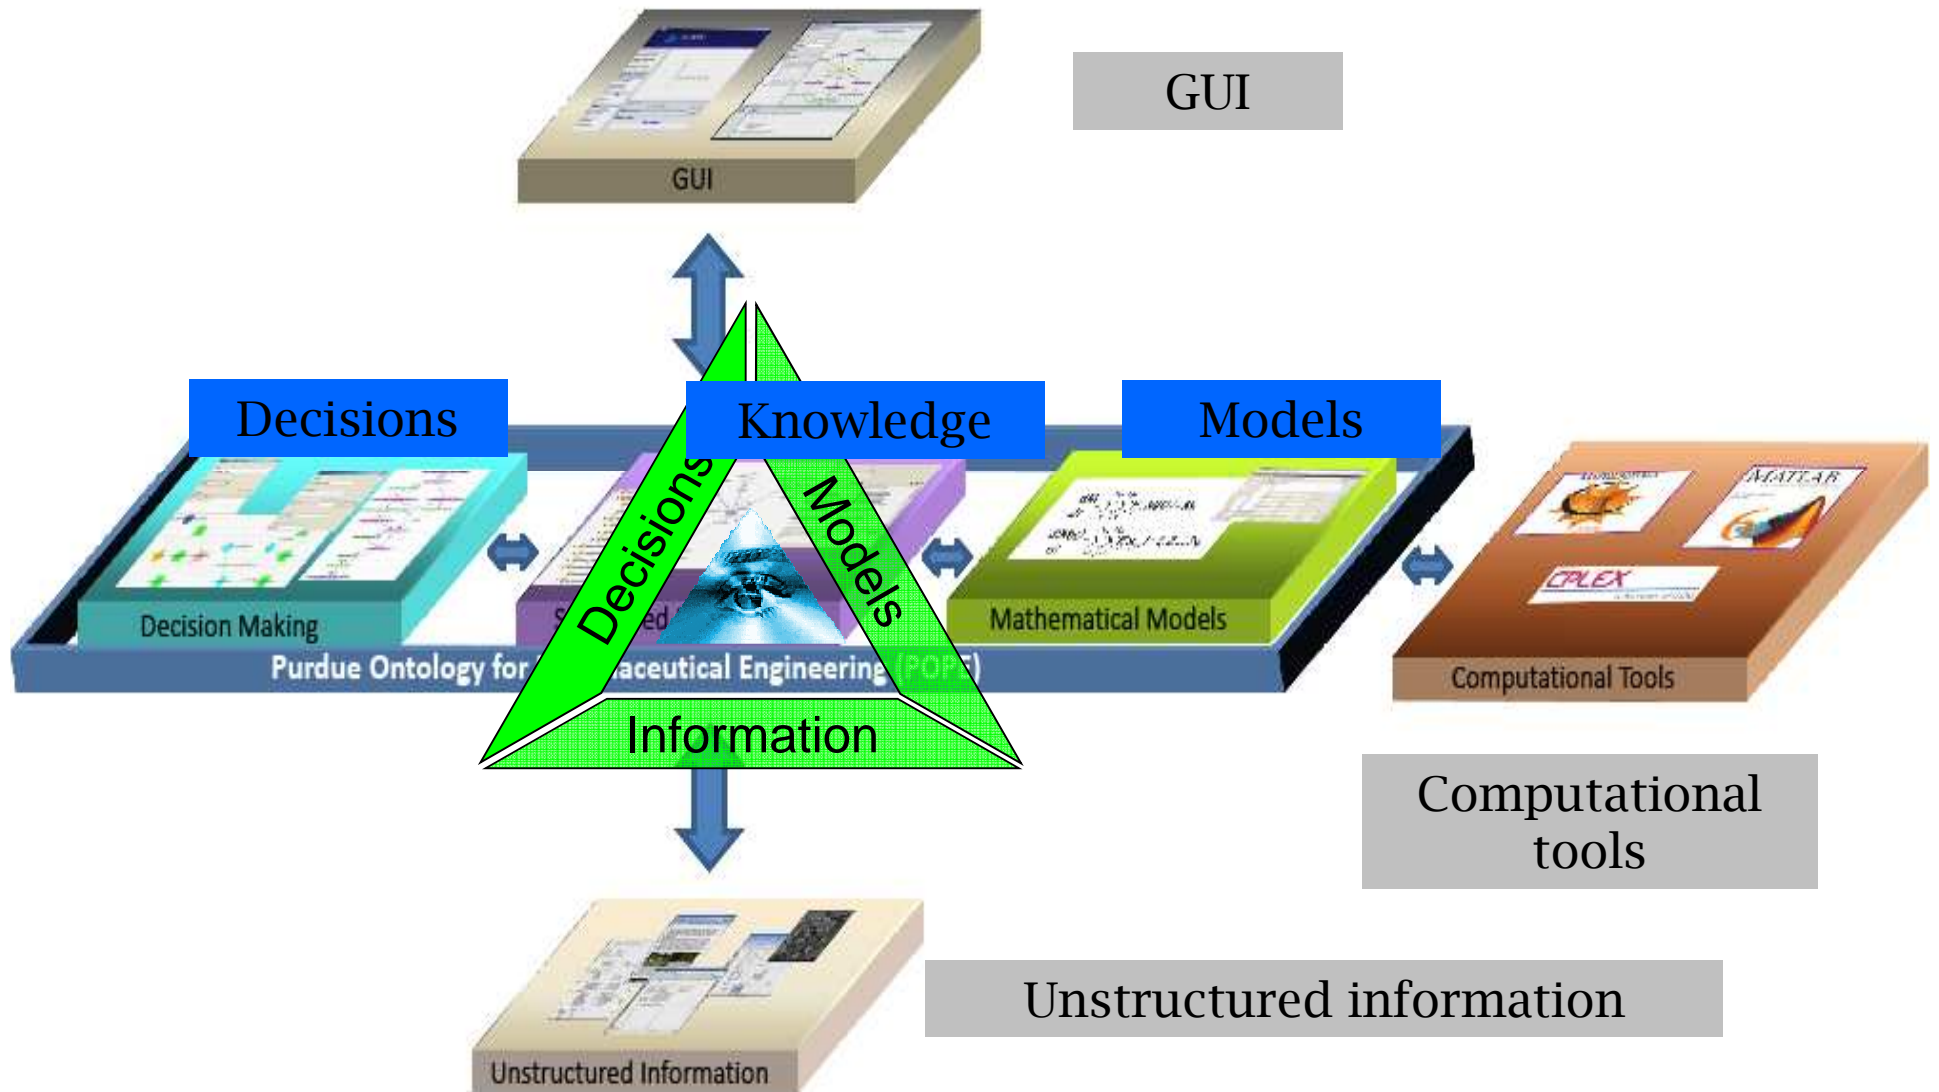 GUI
GUI
Decisions
Knowledge
Models
Decisions
Models
MATLAB
CPLEX
Decision Making
Mathematical Models
Purdue Ontology for
aceutical Engineering (POPE)
Computational Tools
Information
Computational
tools
Unstructured information
Unstructured Information